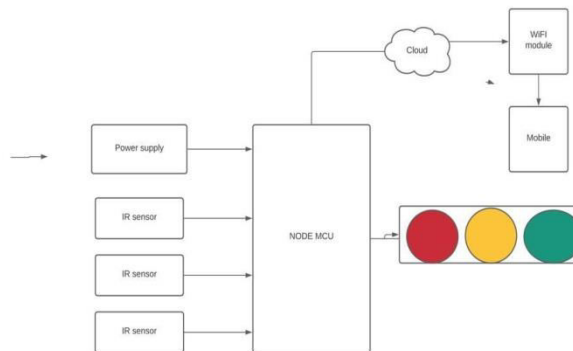 Cloud
WiFI
module
Mobile
Power supply
IR sensor
NODE MCU
IR sensor
IR sensor